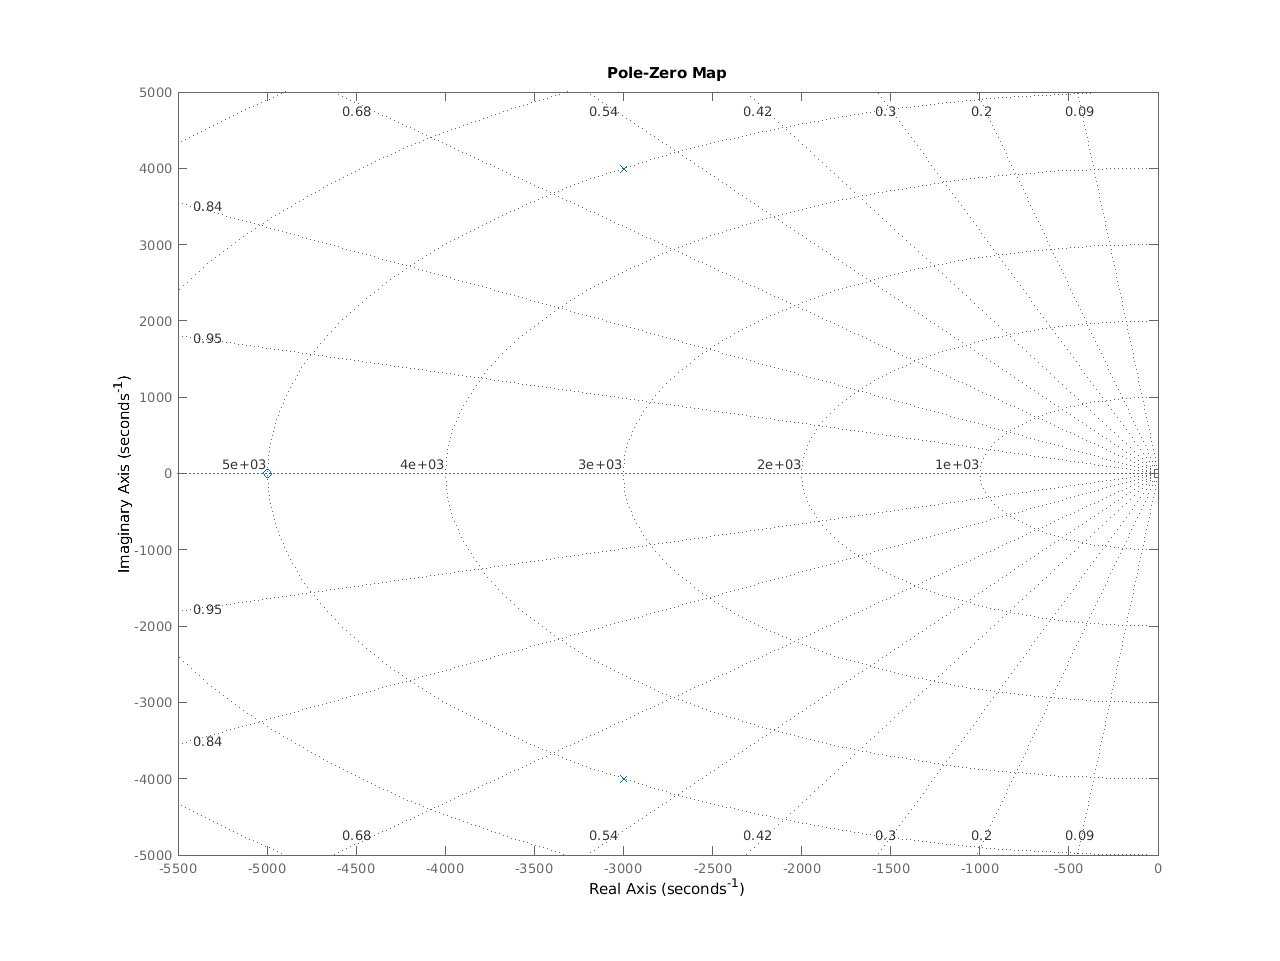 Pole-Zero Map
5000
0.68 0.54 0.42 0.3 0.2 0.09
4000
0.84
3000
2000
0.95
1000
5e+03 4e+03 3e+03 2e+03 1e+03
0
-1000
0.95
-2000
-3000
0.84
-4000
0.68 0.54 0.42 0.3 0.2 0.09
-5000
-5500 -5000 -4500 -4000 -3500 -3000 -2500 -2000 -1500 -1000 -500 0
Real Axis (seconds⁻¹)
Imaginary Axis (seconds⁻¹)